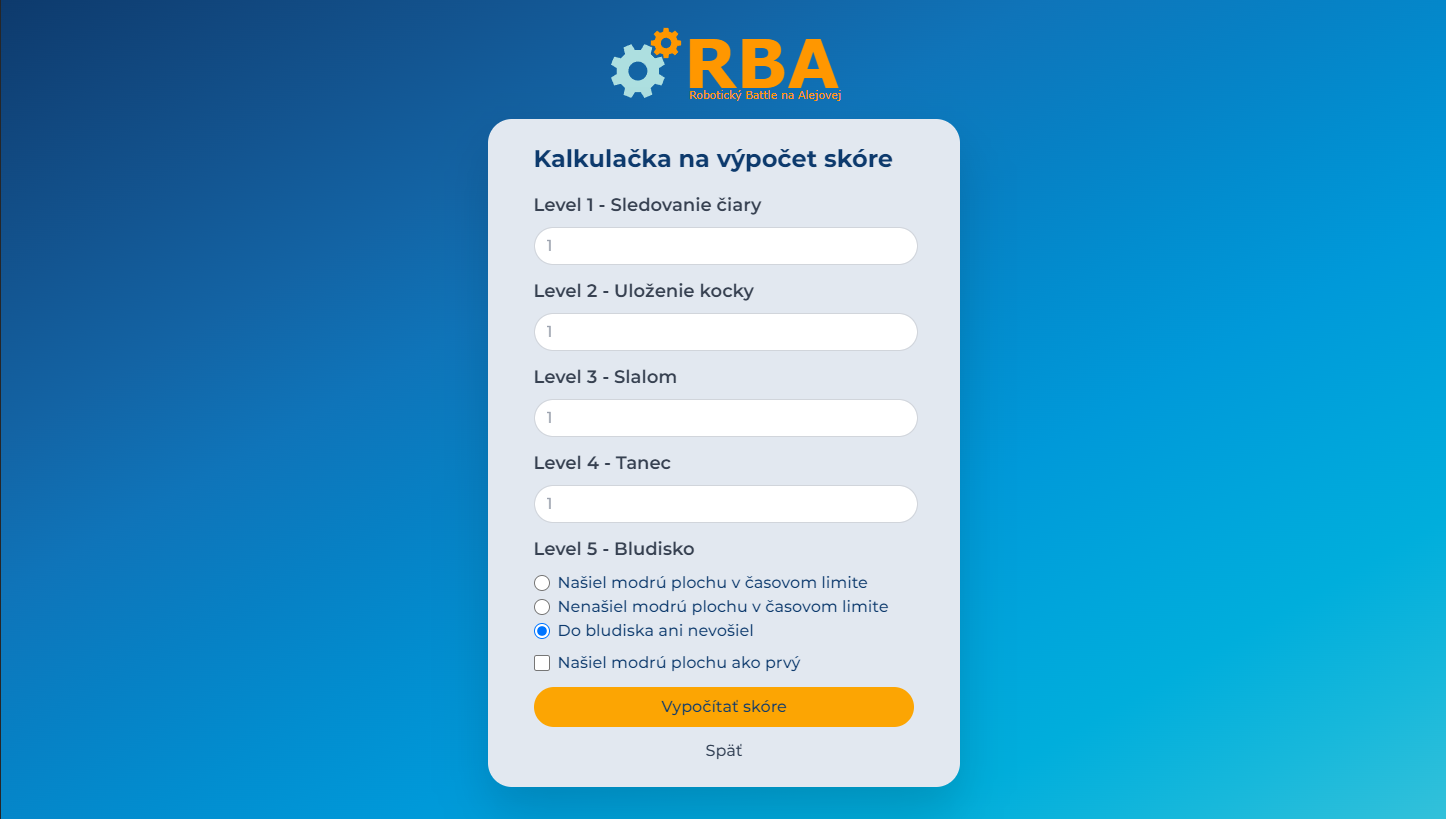 RBA
Robotický Battle na Alejovej
Kalkulačka na výpočet skóre
Level 1 - Sledovanie čiary
1
Level 2 - Uloženie kocky
1
Level 3 - Slalom
1
Level 4 - Tanec
1
Level 5 - Bludisko
Našiel modrú plochu v časovom limite
Nenašiel modrú plochu v časovom limite
Do bludiska ani nevošiel
Našiel modrú plochu ako prvý
Vypočítať skóre
Späť